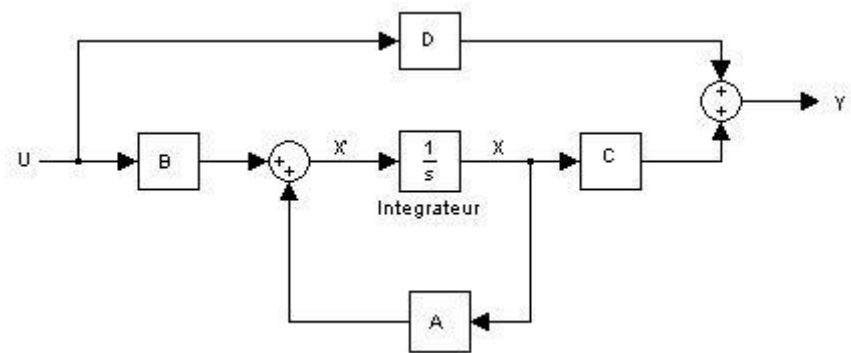 D
+
+
Y
U
B
+
+
X'
1
s
X
C
Integrateur
A